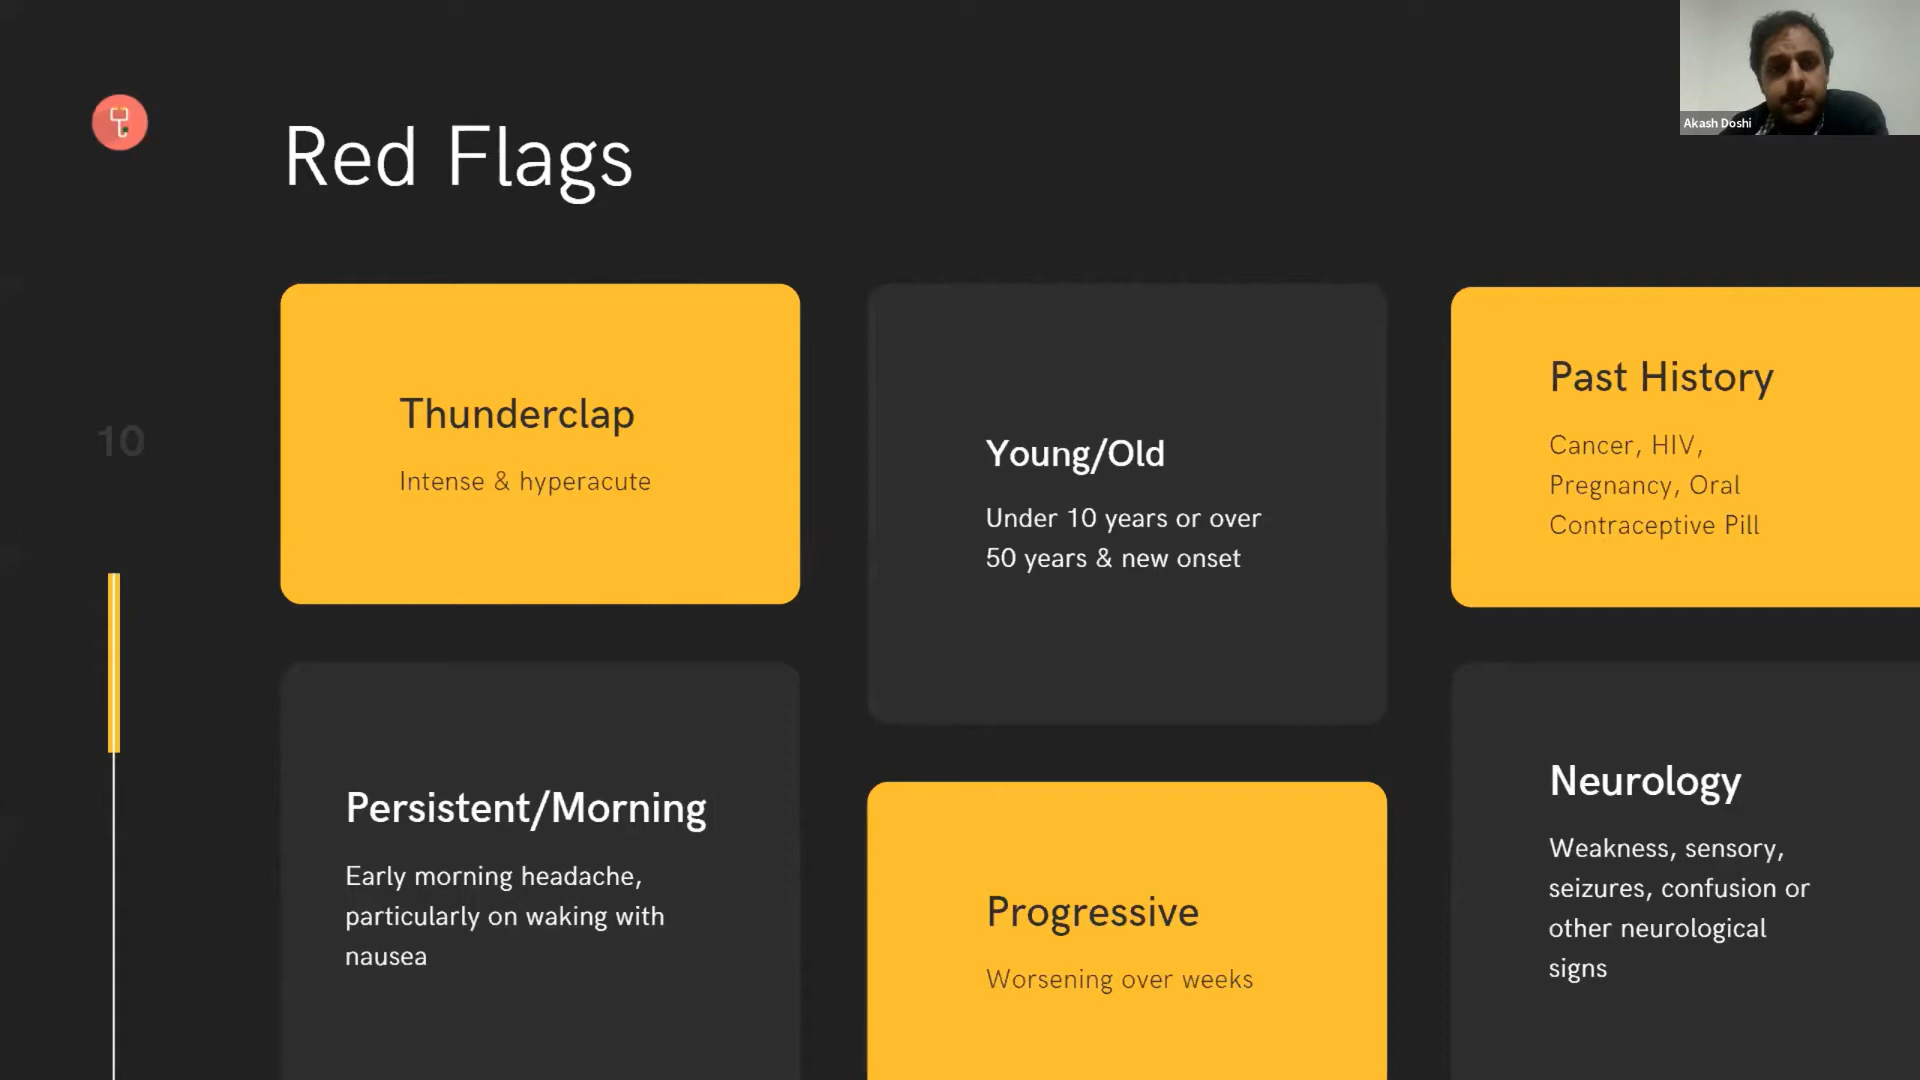 Akash Doshi
Red Flags
10
Thunderclap
Intense & hyperacute
Young/Old
Under 10 years or over
50 years & new onset
Past History
Cancer, HIV,
Pregnancy, Oral
Contraceptive Pill
Persistent/Morning
Early morning headache,
particularly on waking with
nausea
Progressive
Worsening over weeks
Neurology
Weakness, sensory,
seizures, confusion or
other neurological
signs